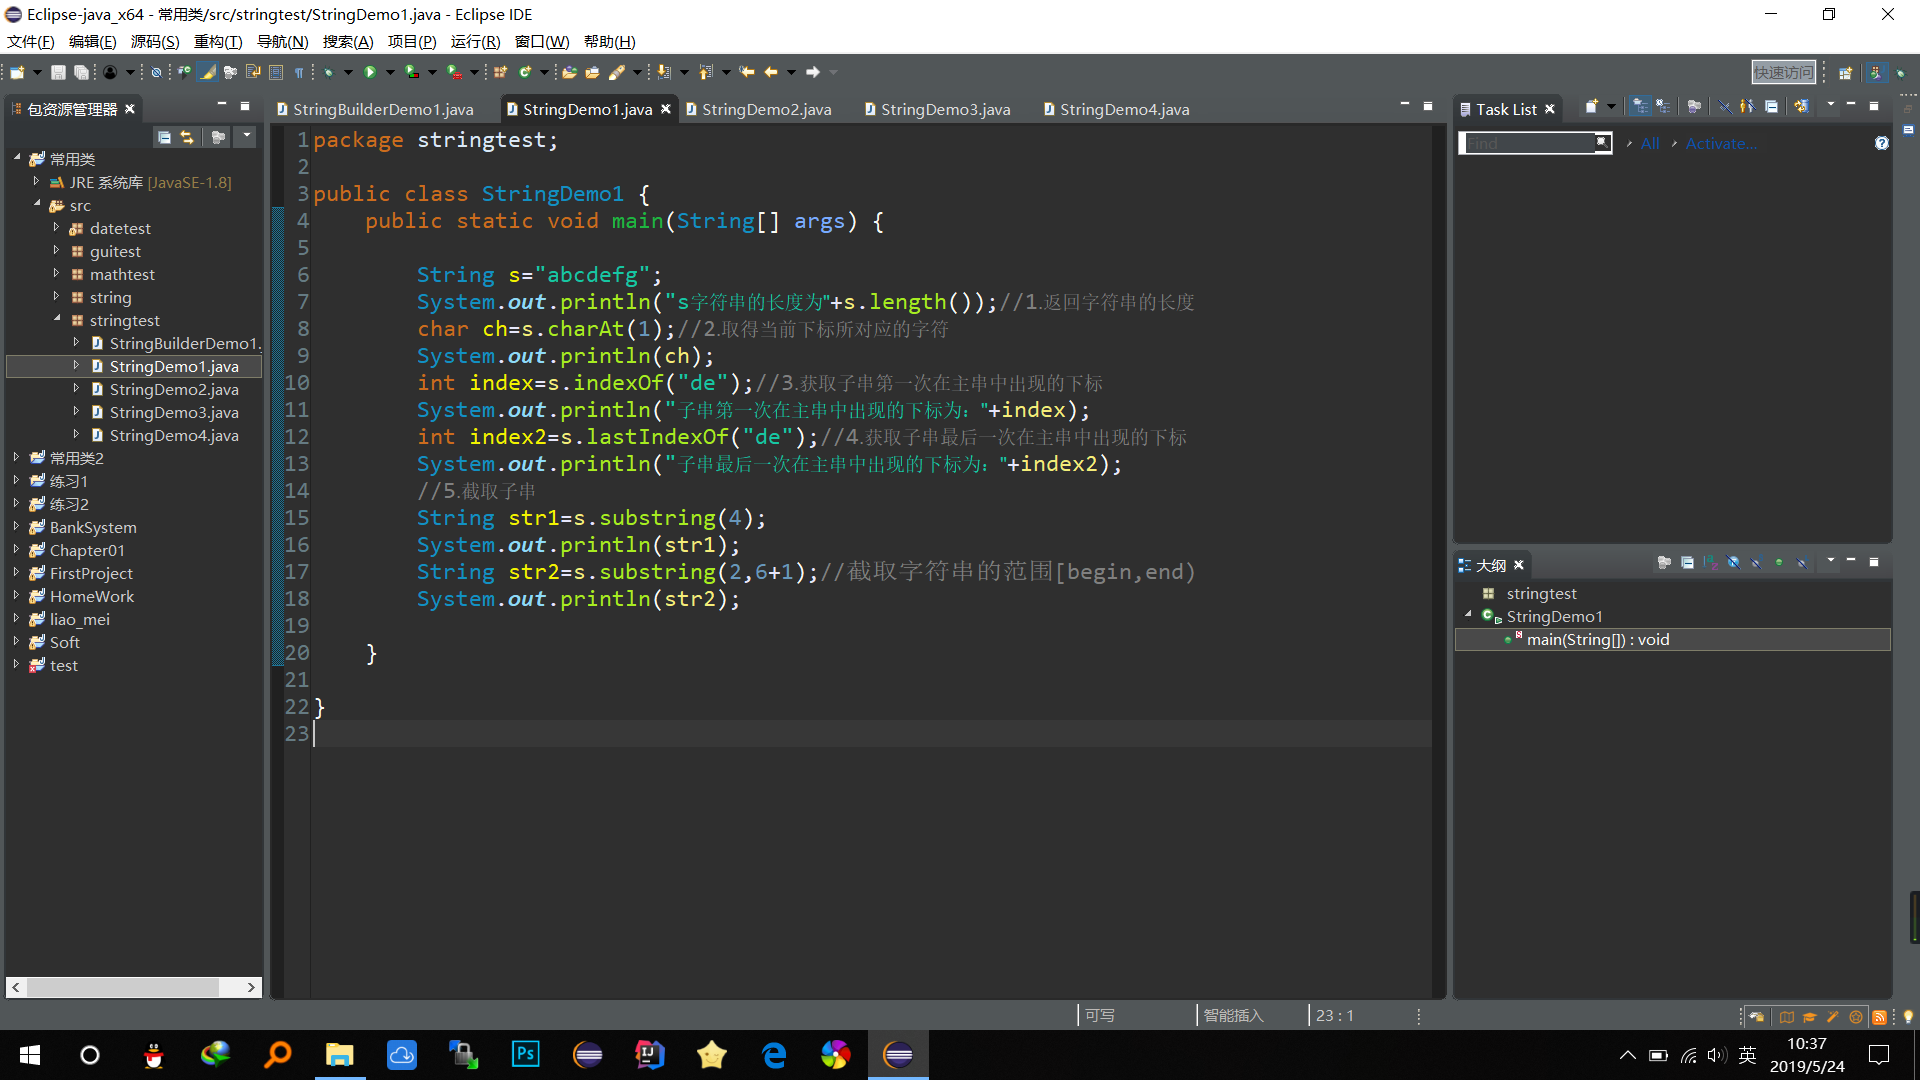 Eclipse-java_x64 - 常用类/src/stringtest/StringDemo1.java - Eclipse IDE
文件(F) 编辑(E) 源码(S) 重构(T) 导航(N) 搜索(A) 项目(P) 运行(R) 窗口(W) 帮助(H)
快速访问
包资源管理器
常用类
JRE 系统库 [JavaSE-1.8]
src
datetest
guitest
mathtest
string
stringtest
StringBuilderDemo1.
StringDemo1.java
StringDemo2.java
StringDemo3.java
StringDemo4.java
常用类2
练习1
练习2
BankSystem
Chapter01
FirstProject
HomeWork
liao_mei
Soft
test
StringBuilderDemo1.java StringDemo1.java StringDemo2.java StringDemo3.java StringDemo4.java
1 package stringtest;
2
3 public class StringDemo1 {
4 public static void main(String[] args) {
5
6 String s="abcdefg";
7 System.out.println("s字符串的长度为"+s.length());//1.返回字符串的长度
8 char ch=s.charAt(1);//2.取得当前下标所对应的字符
9 System.out.println(ch);
10 int index=s.indexOf("de");//3.获取子串第一次在主串中出现的下标
11 System.out.println("子串第一次在主串中出现的下标为："+index);
12 int index2=s.lastIndexOf("de");//4.获取子串最后一次在主串中出现的下标
13 System.out.println("子串最后一次在主串中出现的下标为："+index2);
14 //5.截取子串
15 String str1=s.substring(4);
16 System.out.println(str1);
17 String str2=s.substring(2,6+1);//截取字符串的范围[begin,end)
18 System.out.println(str2);
19
20 }
21
22 }
23
Task List
Find All Activate...
大纲
stringtest
StringDemo1
main(String[]) : void
可写 智能插入 23 : 1
Ps
IJ
英
10:37
2019/5/24